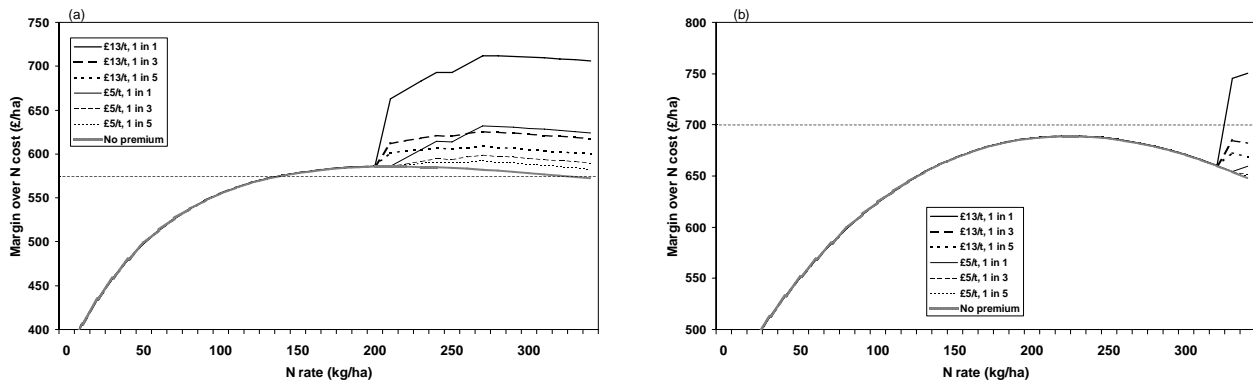 (a)
750
700
650
600
550
500
450
400
Margin over N cost (£/ha)
£13/t, 1 in 1
£13/t, 1 in 3
£13/t, 1 in 5
£5/t, 1 in 1
£5/t, 1 in 3
£5/t, 1 in 5
No premium
0 50 100 150 200 250 300
N rate (kg/ha)
(b)
800
750
700
650
600
550
500
Margin over N cost (£/ha)
£13/t, 1 in 1
£13/t, 1 in 3
£13/t, 1 in 5
£5/t, 1 in 1
£5/t, 1 in 3
£5/t, 1 in 5
No premium
0 50 100 150 200 250 300
N rate (kg/ha)